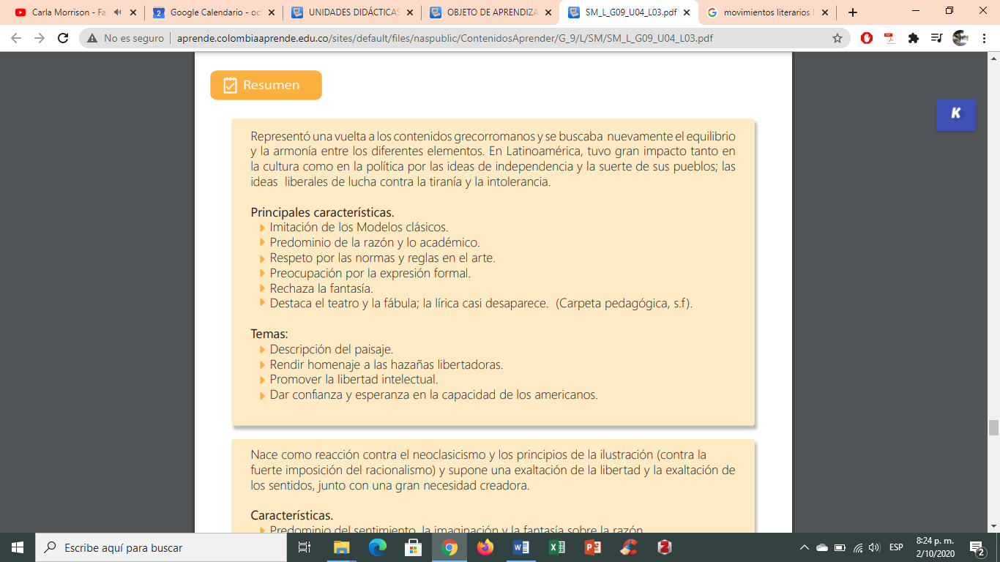 Carla Morrison - Fal
Google Calendario - oct
UNIDADES DIDÁCTICAS
OBJETO DE APRENDIZA
SM_L_G09_U04_L03.pdf
movimientos literarios l
No es seguro
aprende.colombiaaprende.edu.co/sites/default/files/naspublic/ContenidosAprender/G_9/L/SM/SM_L_G09_U04_L03.pdf
Resumen
K
Representó una vuelta a los contenidos grecorromanos y se buscaba nuevamente el equilibrio
y la armonía entre los diferentes elementos. En Latinoamérica, tuvo gran impacto tanto en
la cultura como en la política por las ideas de independencia y la suerte de sus pueblos; las
ideas liberales de lucha contra la tiranía y la intolerancia.
Principales características.
Imitación de los Modelos clásicos.
Predominio de la razón y lo académico.
Respeto por las normas y reglas en el arte.
Preocupación por la expresión formal.
Rechaza la fantasía.
Destaca el teatro y la fábula; la lírica casi desaparece. (Carpeta pedagógica, s.f).
Temas:
Descripción del paisaje.
Rendir homenaje a las hazañas libertadoras.
Promover la libertad intelectual.
Dar confianza y esperanza en la capacidad de los americanos.
Nace como reacción contra el neoclasicismo y los principios de la ilustración (contra la
fuerte imposición del racionalismo) y supone una exaltación de la libertad y la exaltación de
los sentidos, junto con una gran necesidad creadora.
Características.
Predominio del sentimiento, la imaginación y la fantasía sobre la razón.
Escribe aquí para buscar
ESP
8:24 p. m.
2/10/2020
2